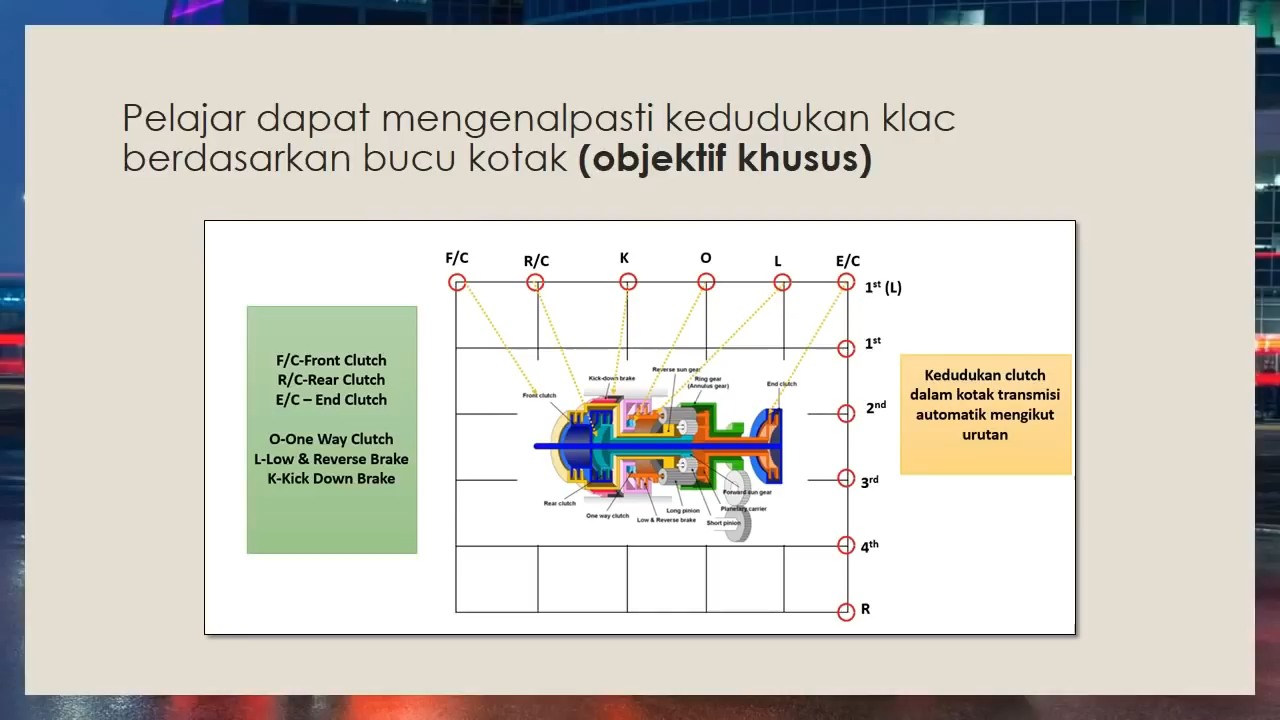 Pelajar dapat mengenalpasti kedudukan klac
berdasarkan bucu kotak (objektif khusus)
F/C
R/C
K
O
L
E/C
1st (L)
1st
2nd
3rd
4th
R
F/C-Front Clutch
R/C-Rear Clutch
E/C – End Clutch
O-One Way Clutch
L-Low & Reverse Brake
K-Kick Down Brake
Kedudukan clutch
dalam kotak transmisi
automatik mengikut
urutan
Reverse sun gear
Kick-down brake
Ring gear
(Annulus gear)
End clutch
Front clutch
Rear clutch
One way clutch
Low & Reverse brake
Long pinion
Short pinion
Planetary carrier
Forward sun gear